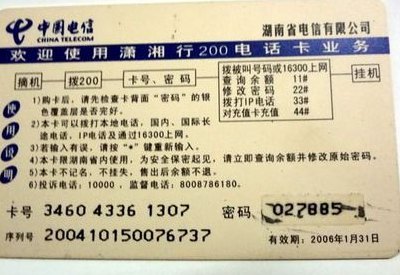 中国电信
CHINA TELECOM
湖南省电信有限公司
欢迎使用潇湘行200电话卡业务
摘机 拨200 卡号、密码 拨被叫号码或16300上网 挂机
查询余额 11#
修改密码 22#
拨打IP电话 33#
对充值卡充值 44#
使用说明
1)购卡后,请先检查卡背面“密码”的银
色覆盖层是否完好。
2)本卡可以拨打本地电话,国内、国际长
途电话,IP电话及通过16300上网。
3)若输入有误,请按“*”键重新输入。
4)本卡限湖南省内使用,为安全保密起见,请立即查询余额并修改原始密码。
5)本卡不记名,不挂失,售出后余额不退。
6)投诉电话:10000,监督电话:8008786180
卡号 3460 4336 1307 密码 027885
序列号 200410150076737 有效期:2006年1月31日